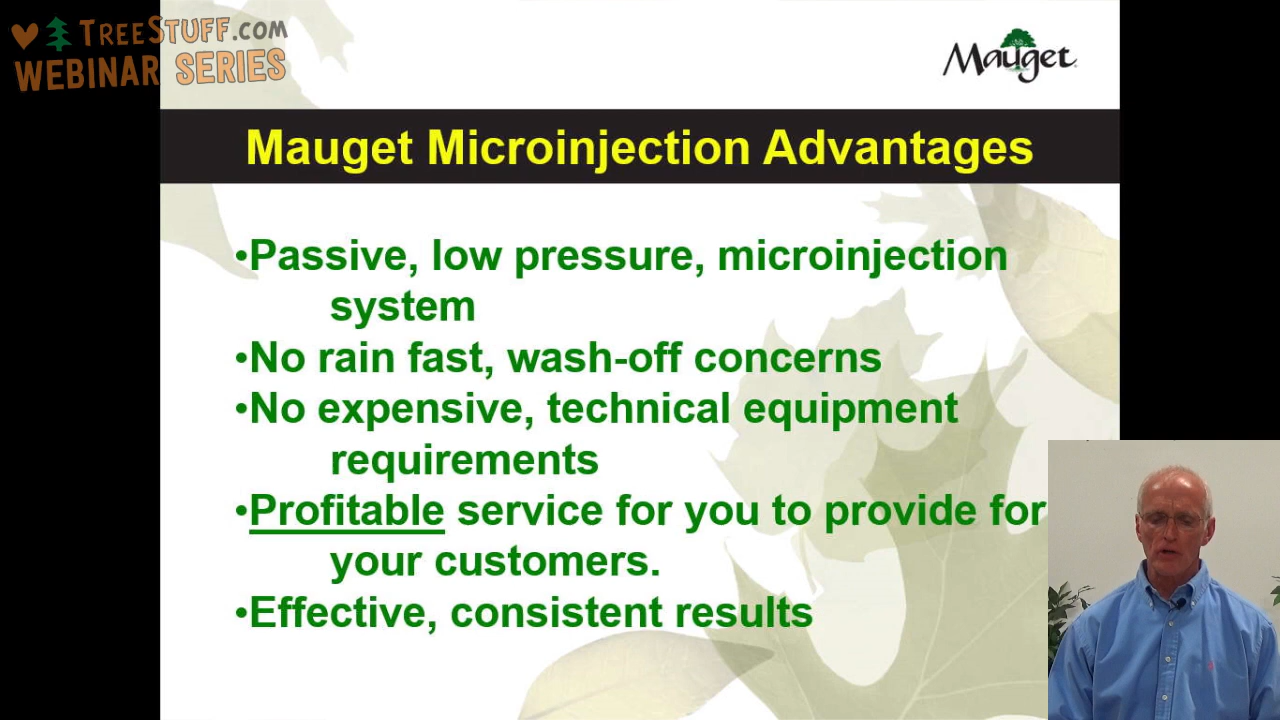 TREESTUFF.COM
WEBINAR SERIES
Mauget
Mauget Microinjection Advantages
•Passive, low pressure, microinjection
system
•No rain fast, wash-off concerns
•No expensive, technical equipment
requirements
•Profitable service for you to provide for
your customers.
•Effective, consistent results